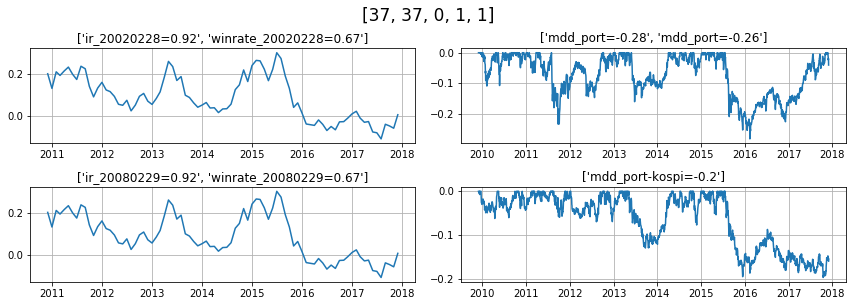 [37, 37, 0, 1, 1]
['ir_20020228=0.92', 'winrate_20020228=0.67']
0.2
0.0
2011 2012 2013 2014 2015 2016 2017 2018
['mdd_port=-0.28', 'mdd_port=-0.26']
0.0
−0.1
−0.2
2010 2011 2012 2013 2014 2015 2016 2017 2018
['ir_20080229=0.92', 'winrate_20080229=0.67']
0.2
0.0
2011 2012 2013 2014 2015 2016 2017 2018
['mdd_port-kospi=-0.2']
0.0
−0.1
−0.2
2010 2011 2012 2013 2014 2015 2016 2017 2018